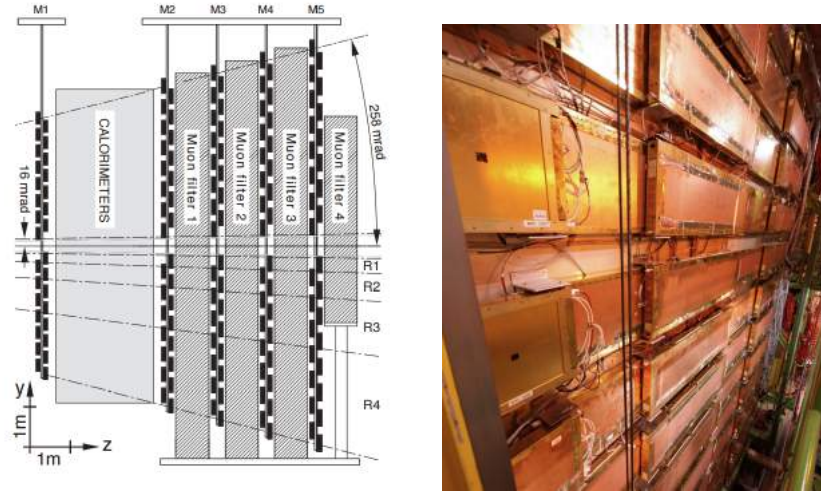 M1
M2
M3
M4
M5
16 mrad
CALORIMETERS
Muon filter 1
Muon filter 2
Muon filter 3
Muon filter 4
258 mrad
R1
R2
R3
R4
y
1m
1m
z